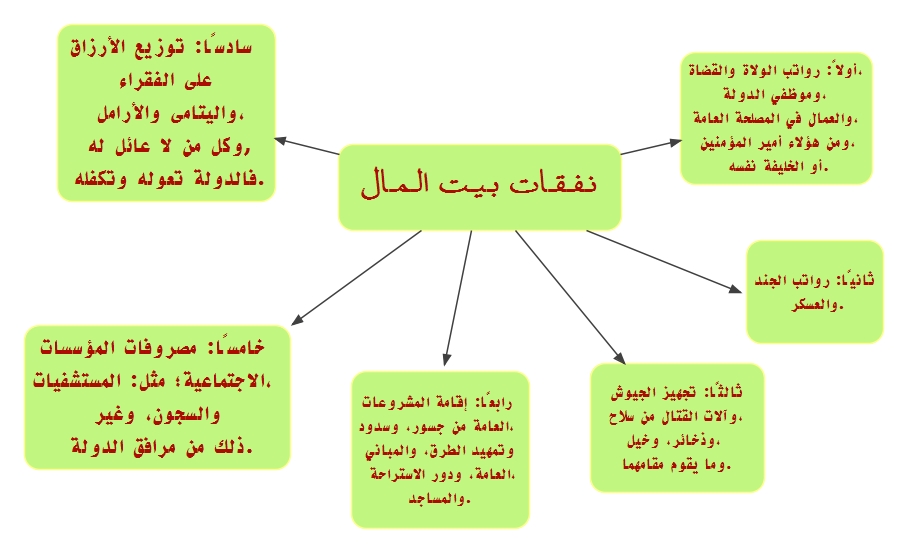 نفقات بيت المال
أولاً: رواتب الولاة والقضاة،
وموظفي الدولة،
والعمال في المصلحة العامة،
ومن هؤلاء أمير المؤمنين،
أو الخليفة نفسه.
ثانيًا: رواتب الجند
والعسكر.
ثالثًا: تجهيز الجيوش
وآلات القتال من سلاح،
وذخائر، وخيل،
وما يقوم مقامهما.
رابعًا: إقامة المشروعات
العامة من جسور، وسدود،
وتمهيد الطرق، والمباني
العامة، ودور الاستراحة،
والمساجد.
خامسًا: مصروفات المؤسسات
الاجتماعية؛ مثل: المستشفيات،
والسجون، وغير
ذلك من مرافق الدولة.
سادسًا: توزيع الأرزاق
على الفقراء
واليتامى والأرامل،
وكل من لا عائل له,
فالدولة تعوله وتكفله.